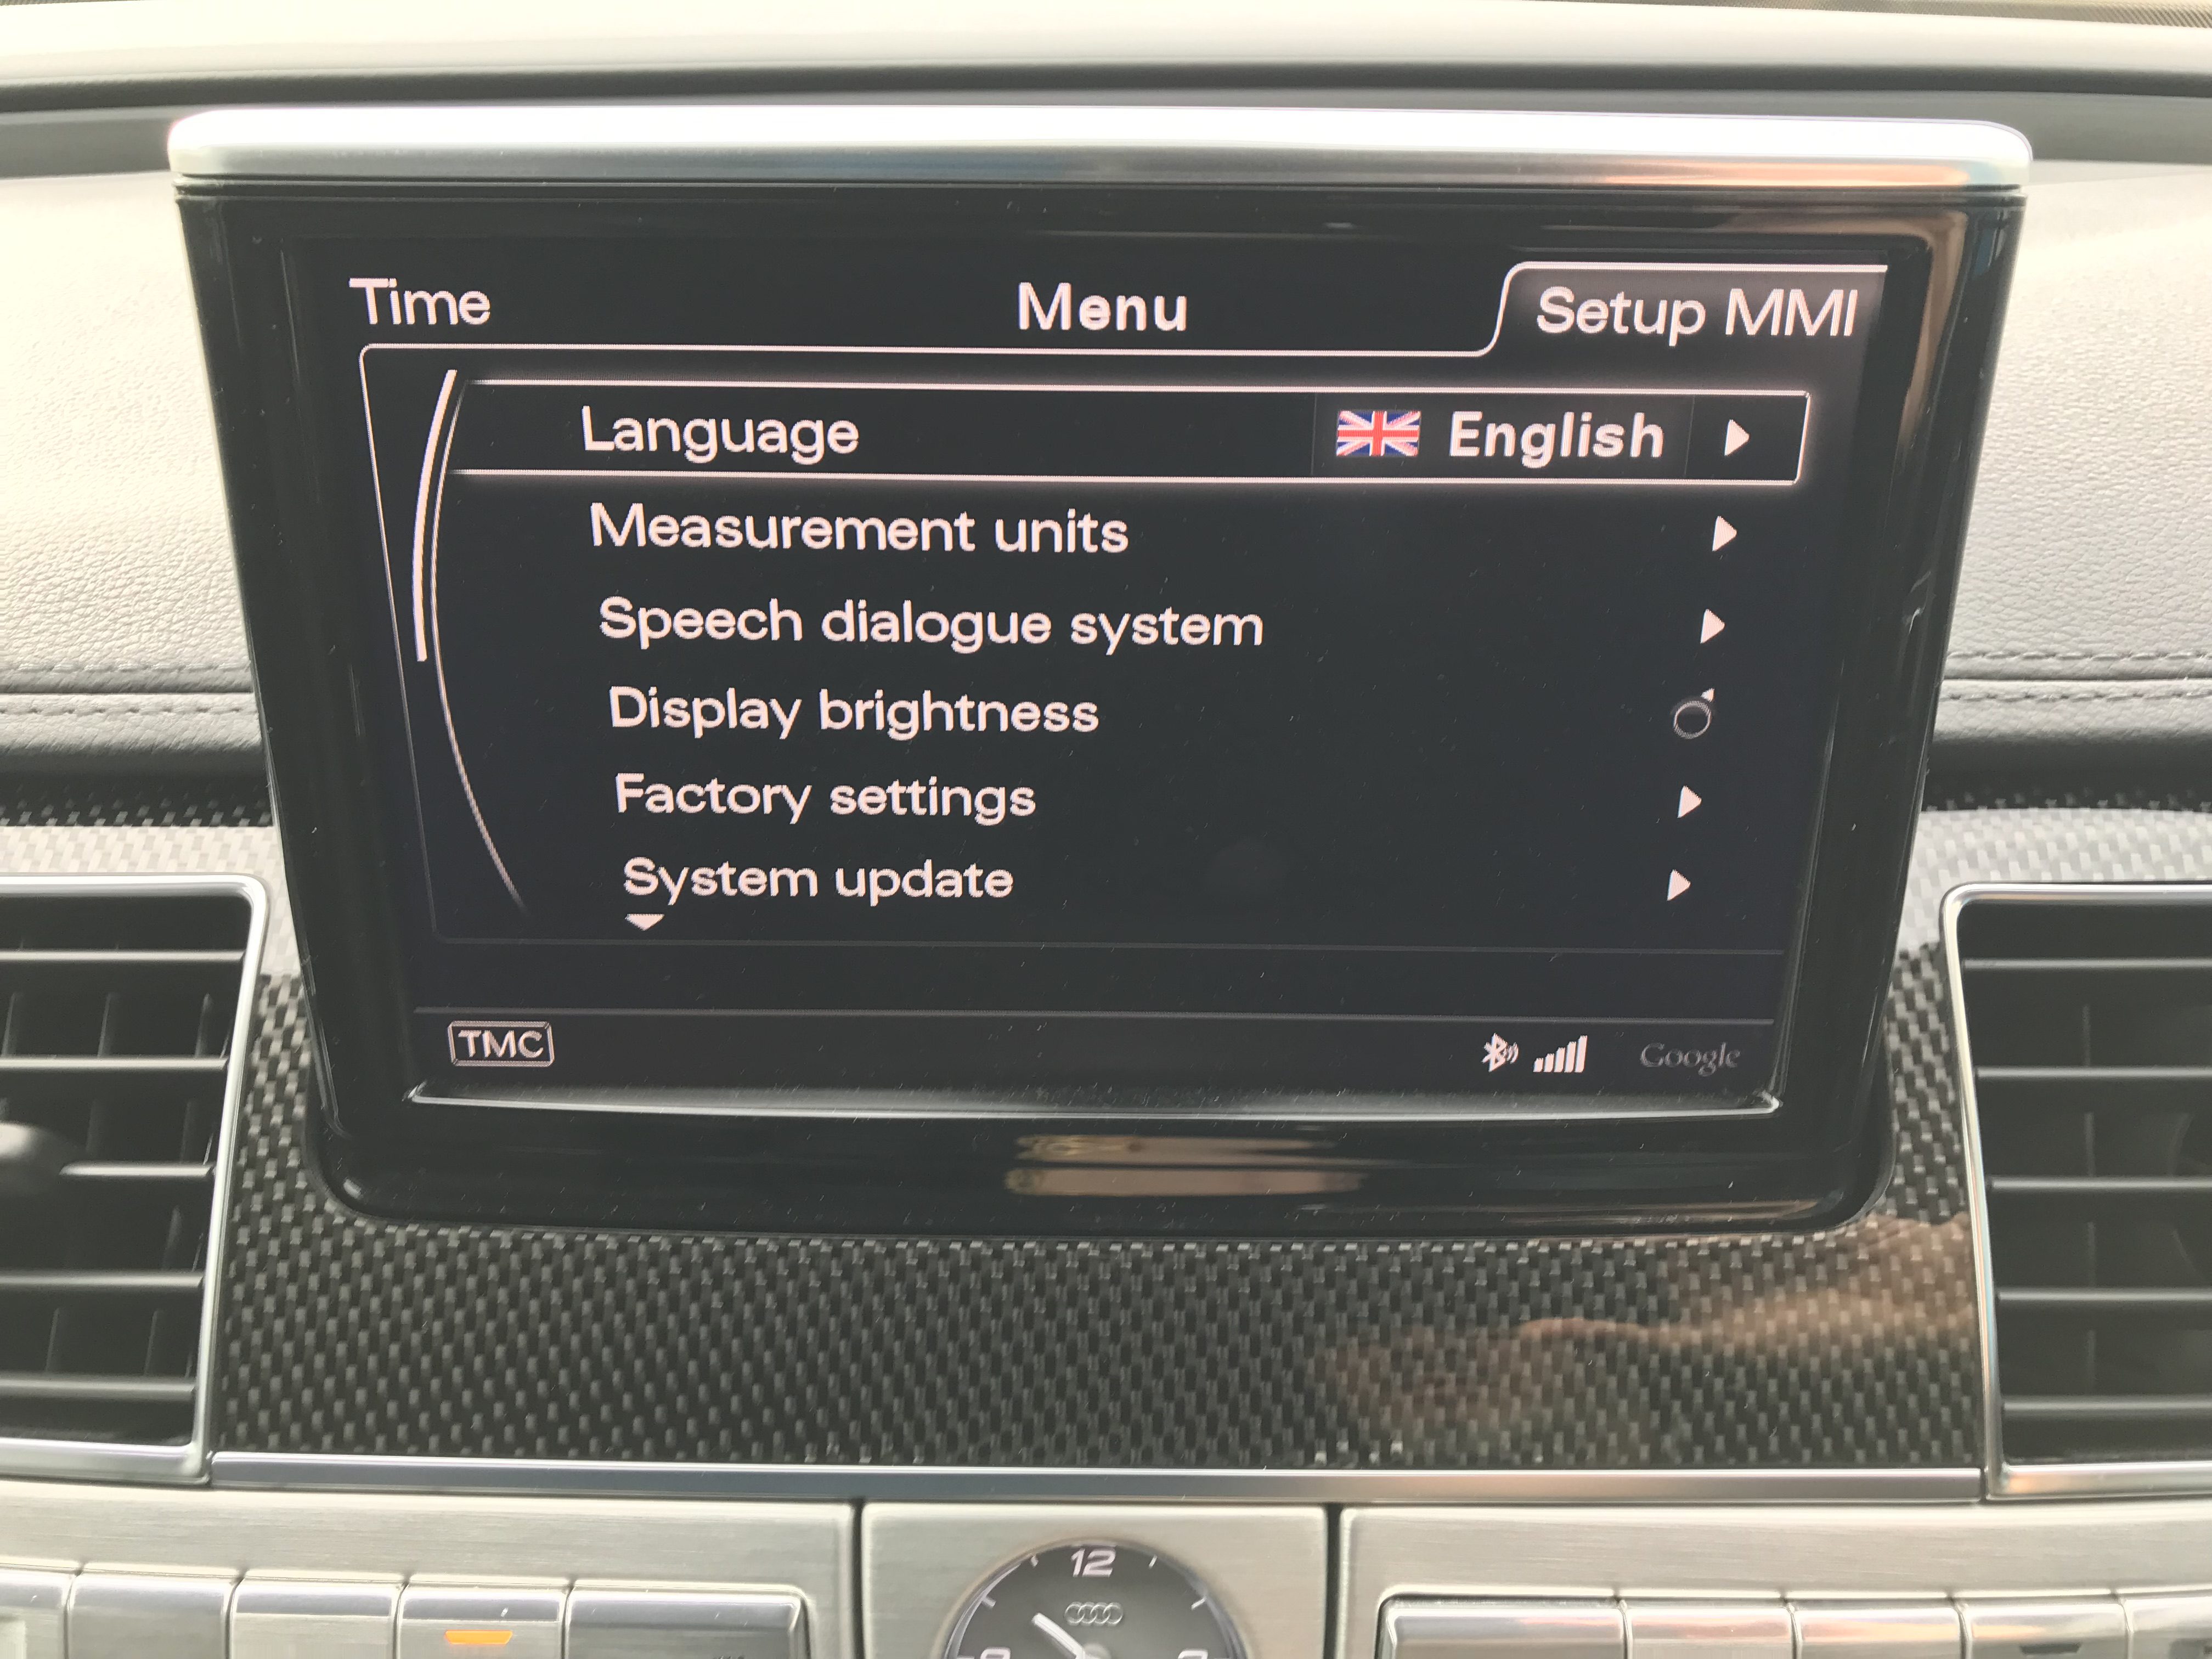 Time Menu Setup MMI
Language English
Measurement units
Speech dialogue system
Display brightness
Factory settings
System update
TMC Google
12